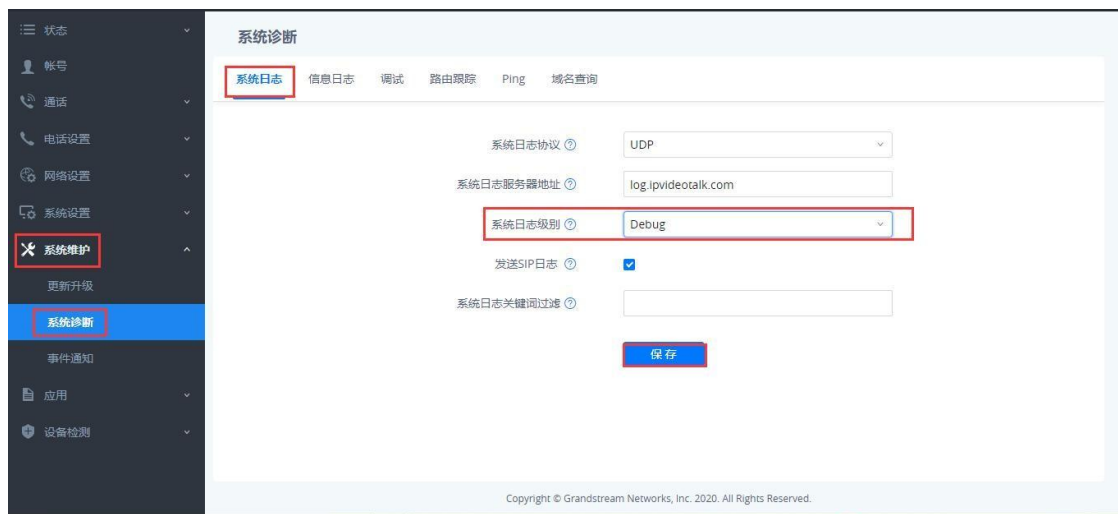 状态
帐号
通话
电话设置
网络设置
系统设置
系统维护
更新升级
系统诊断
事件通知
应用
设备检测
系统诊断
系统日志 信息日志 调试 路由跟踪 Ping 域名查询
系统日志协议 UDP
系统日志服务器地址 log.ipvideotalk.com
系统日志级别 Debug
发送SIP日志
系统日志关键词过滤
保存
Copyright © Grandstream Networks, Inc. 2020. All Rights Reserved.